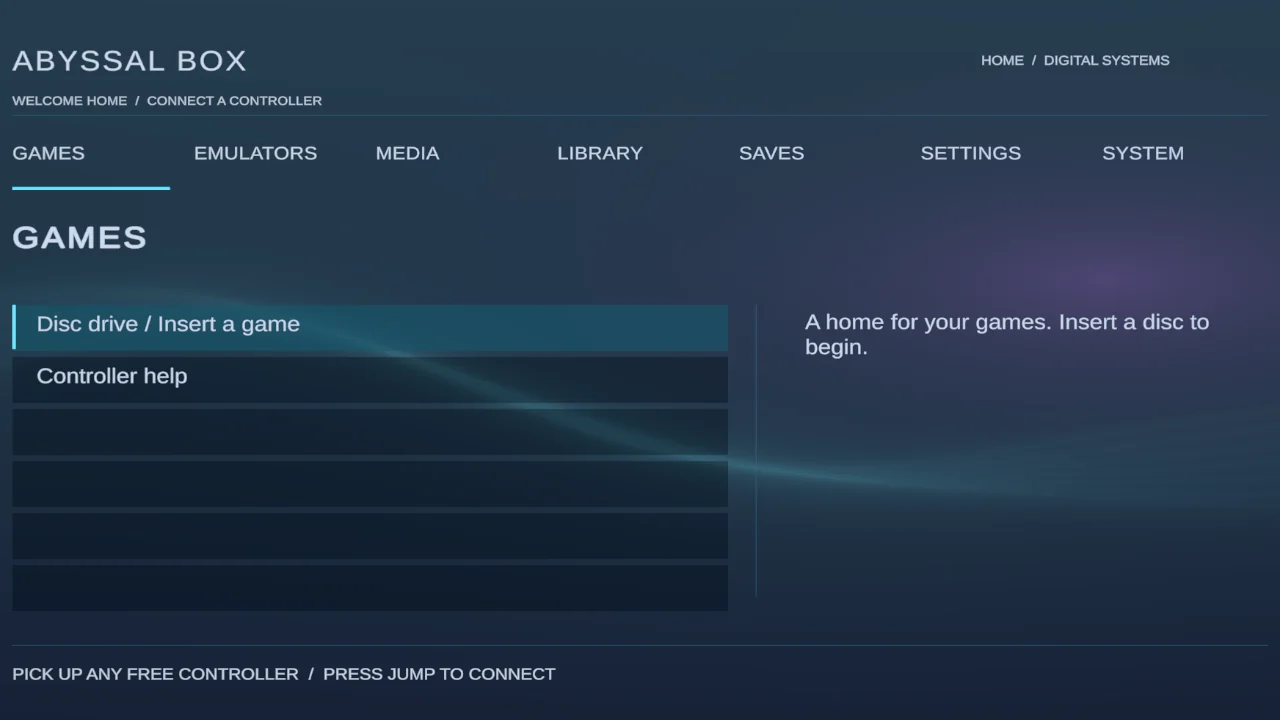 ABYSSAL BOX
HOME / DIGITAL SYSTEMS
WELCOME HOME / CONNECT A CONTROLLER
GAMES EMULATORS MEDIA LIBRARY SAVES SETTINGS SYSTEM
GAMES
Disc drive / Insert a game
Controller help
A home for your games. Insert a disc to
begin.
PICK UP ANY FREE CONTROLLER / PRESS JUMP TO CONNECT